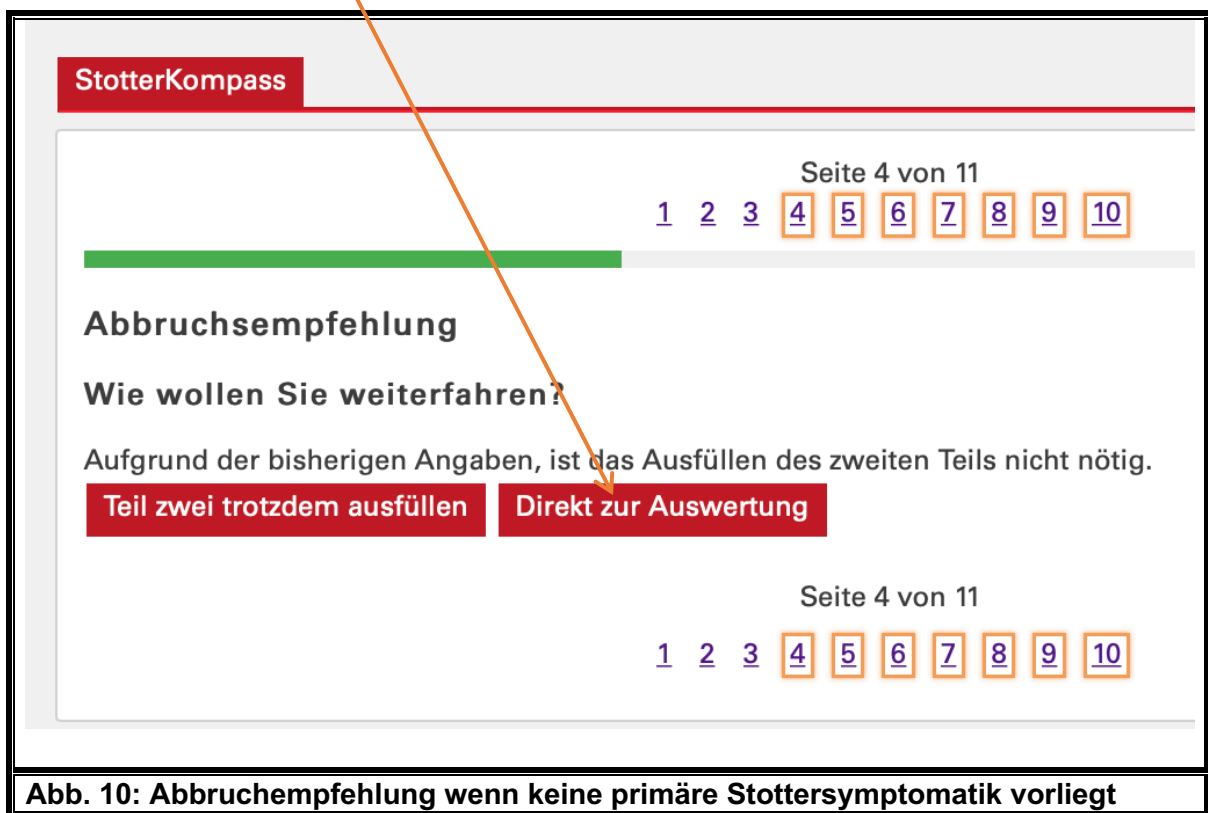 StotterKompass
Seite 4 von 11
1 2 3 4 5 6 7 8 9 10
Abbruchsempfehlung
Wie wollen Sie weiterfahren?
Aufgrund der bisherigen Angaben, ist das Ausfüllen des zweiten Teils nicht nötig.
Teil zwei trotzdem ausfüllen Direkt zur Auswertung
Seite 4 von 11
1 2 3 4 5 6 7 8 9 10
Abb. 10: Abbruchempfehlung wenn keine primäre Stottersymptomatik vorliegt